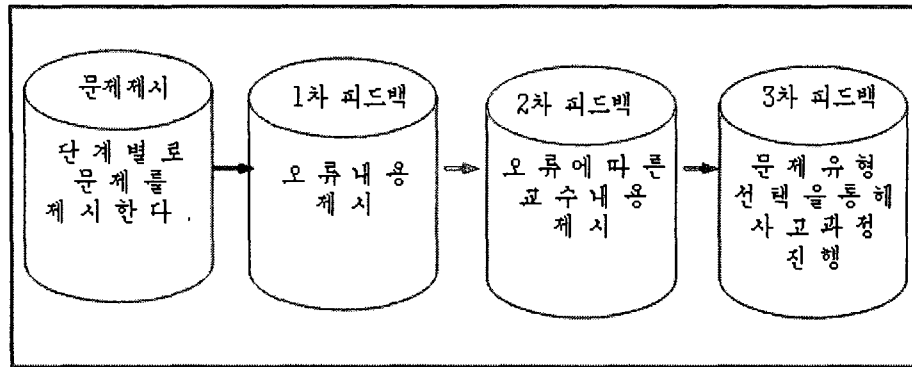 문제제시
단계별로
문제를
제시한다.
1차 피드백
오류내용
제시
2차 피드백
오류에따른
교수내용
제시
3차 피드백
문제유형
선택을통해
사고과정
진행